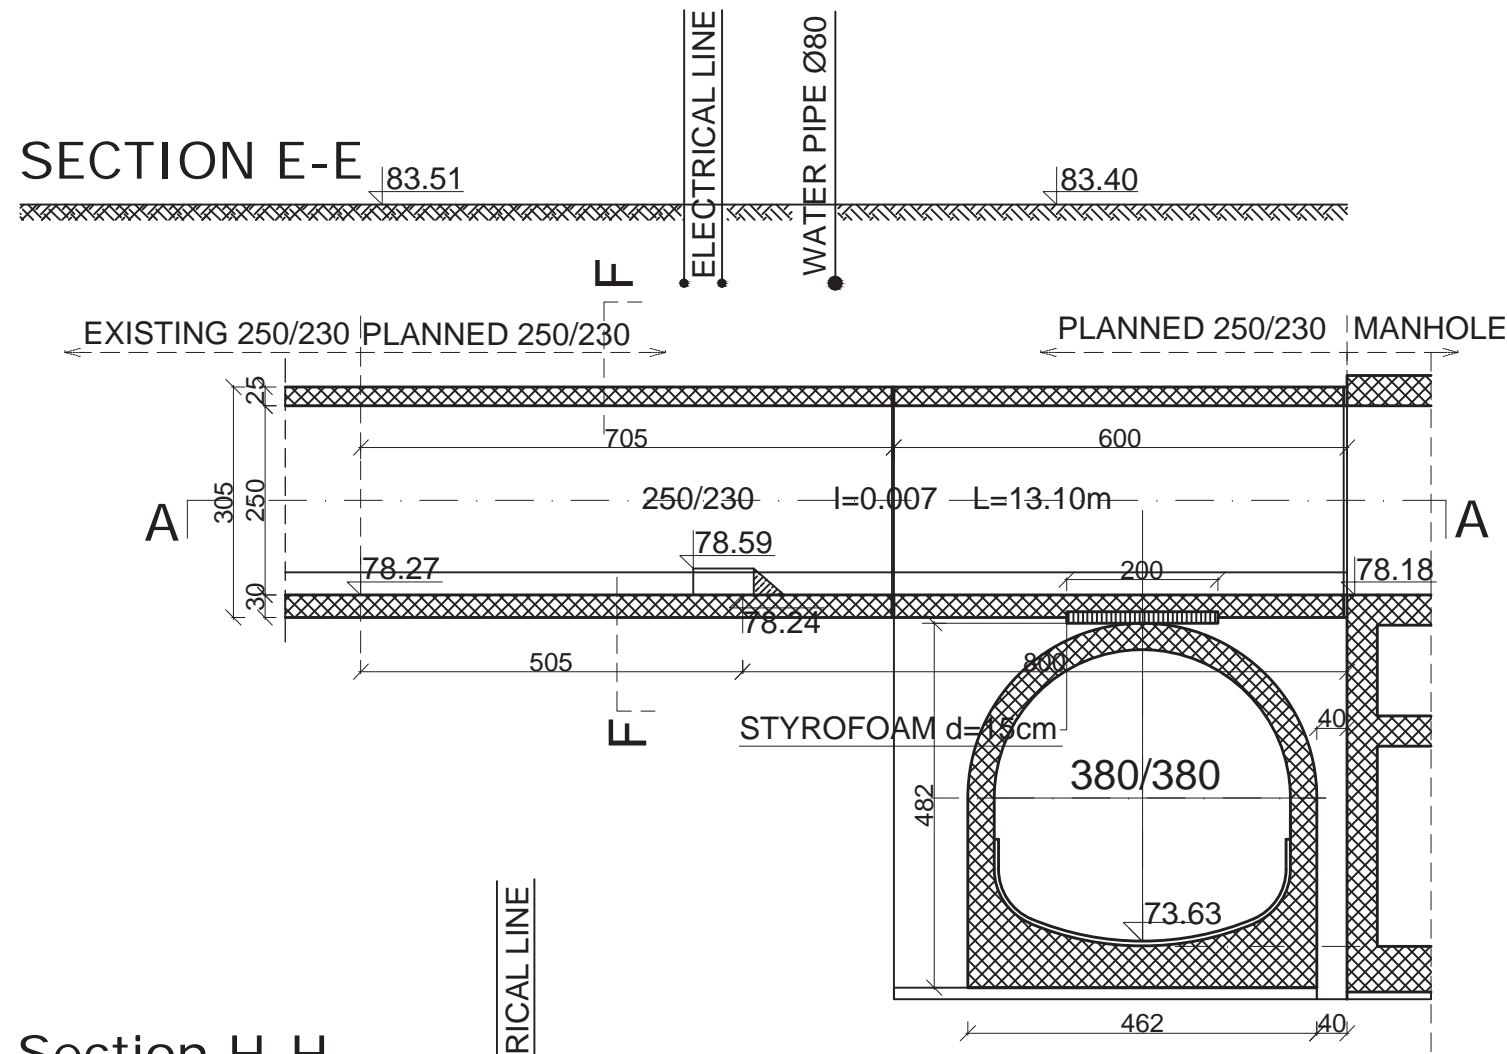 ELECTRICAL LINE
WATER PIPE Ø80
SECTION E-E
83.51
83.40
F
EXISTING 250/230
PLANNED 250/230
PLANNED 250/230
MANHOLE
25
705
600
305
250
A
250/230
I=0.007
L=13.10m
A
78.59
78.27
200
78.18
30
78.24
505
800
F
STYROFOAM d=15cm
40
380/380
482
73.63
RICAL LINE
462
40
Section H-H